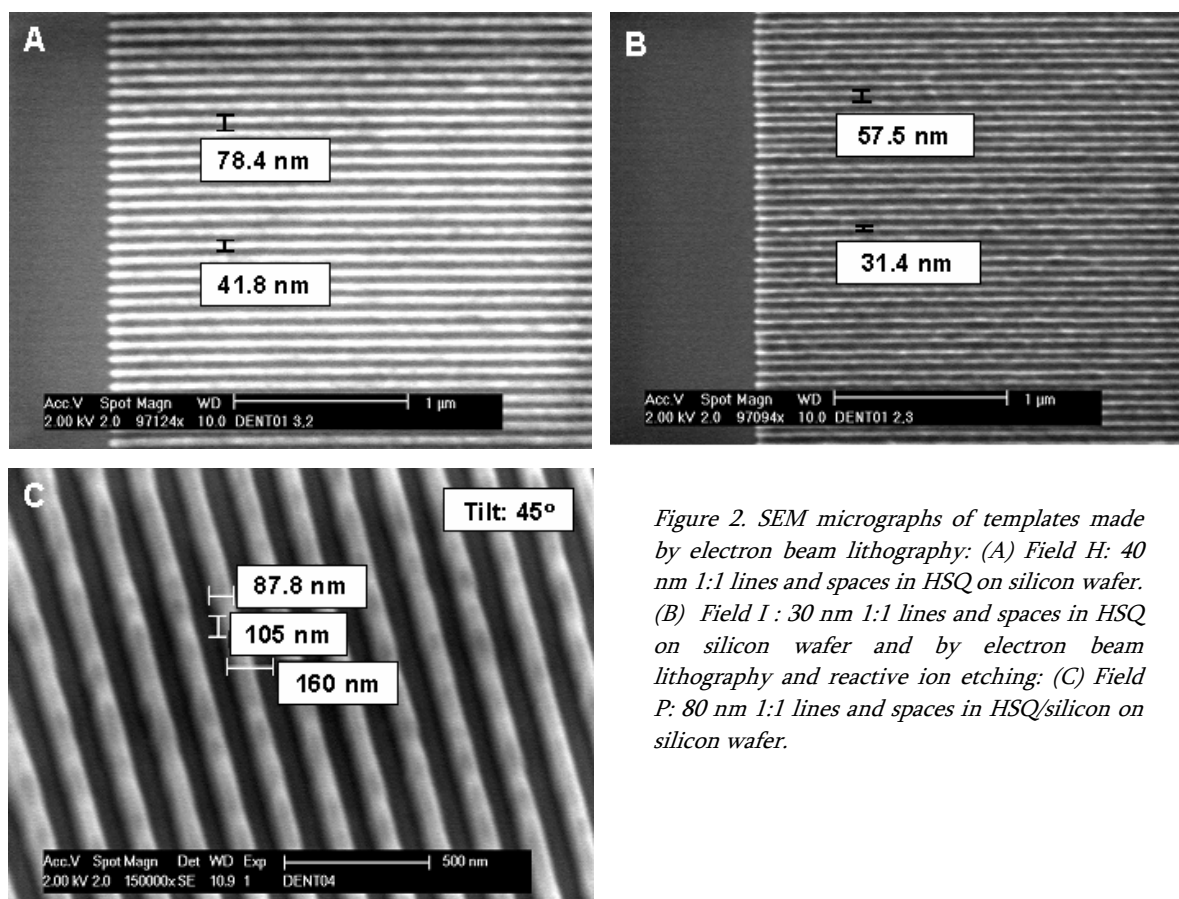 A
78.4 nm
41.8 nm
Acc.V Spot Magn WD 1 µm
2.00 kV 2.0 97124x 10.0 DENT01 3,2
B
57.5 nm
31.4 nm
Acc.V Spot Magn WD 1 µm
2.00 kV 2.0 97094x 10.0 DENT01 2,3
C
Tilt: 45º
87.8 nm
105 nm
160 nm
Acc.V Spot Magn Det WD Exp 500 nm
2.00 kV 2.0 150000x SE 10.9 1 DENT04
Figure 2. SEM micrographs of templates made
by electron beam lithography: (A) Field H: 40
nm 1:1 lines and spaces in HSQ on silicon wafer.
(B) Field I : 30 nm 1:1 lines and spaces in HSQ
on silicon wafer and by electron beam
lithography and reactive ion etching: (C) Field
P: 80 nm 1:1 lines and spaces in HSQ/silicon on
silicon wafer.